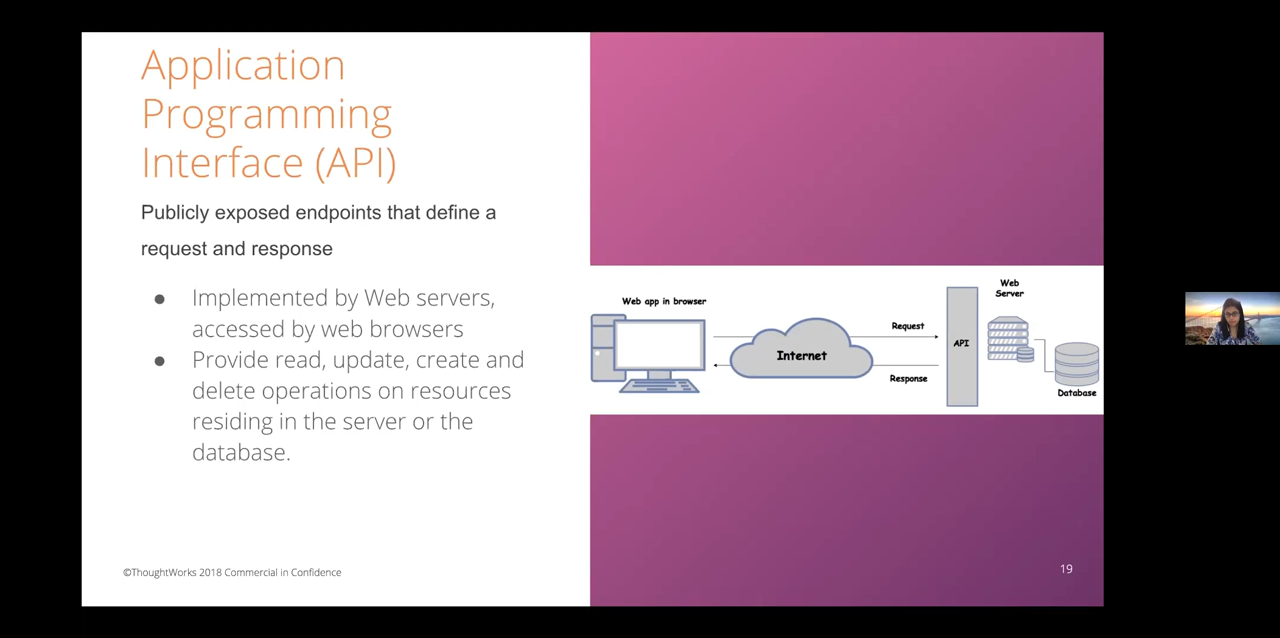 Application
Programming
Interface (API)
Publicly exposed endpoints that define a
request and response
● Implemented by Web servers,
accessed by web browsers
● Provide read, update, create and
delete operations on resources
residing in the server or the
database.
©ThoughtWorks 2018 Commercial in Confidence
Web app in browser
Internet
Request
Response
API
Web
Server
Database
19